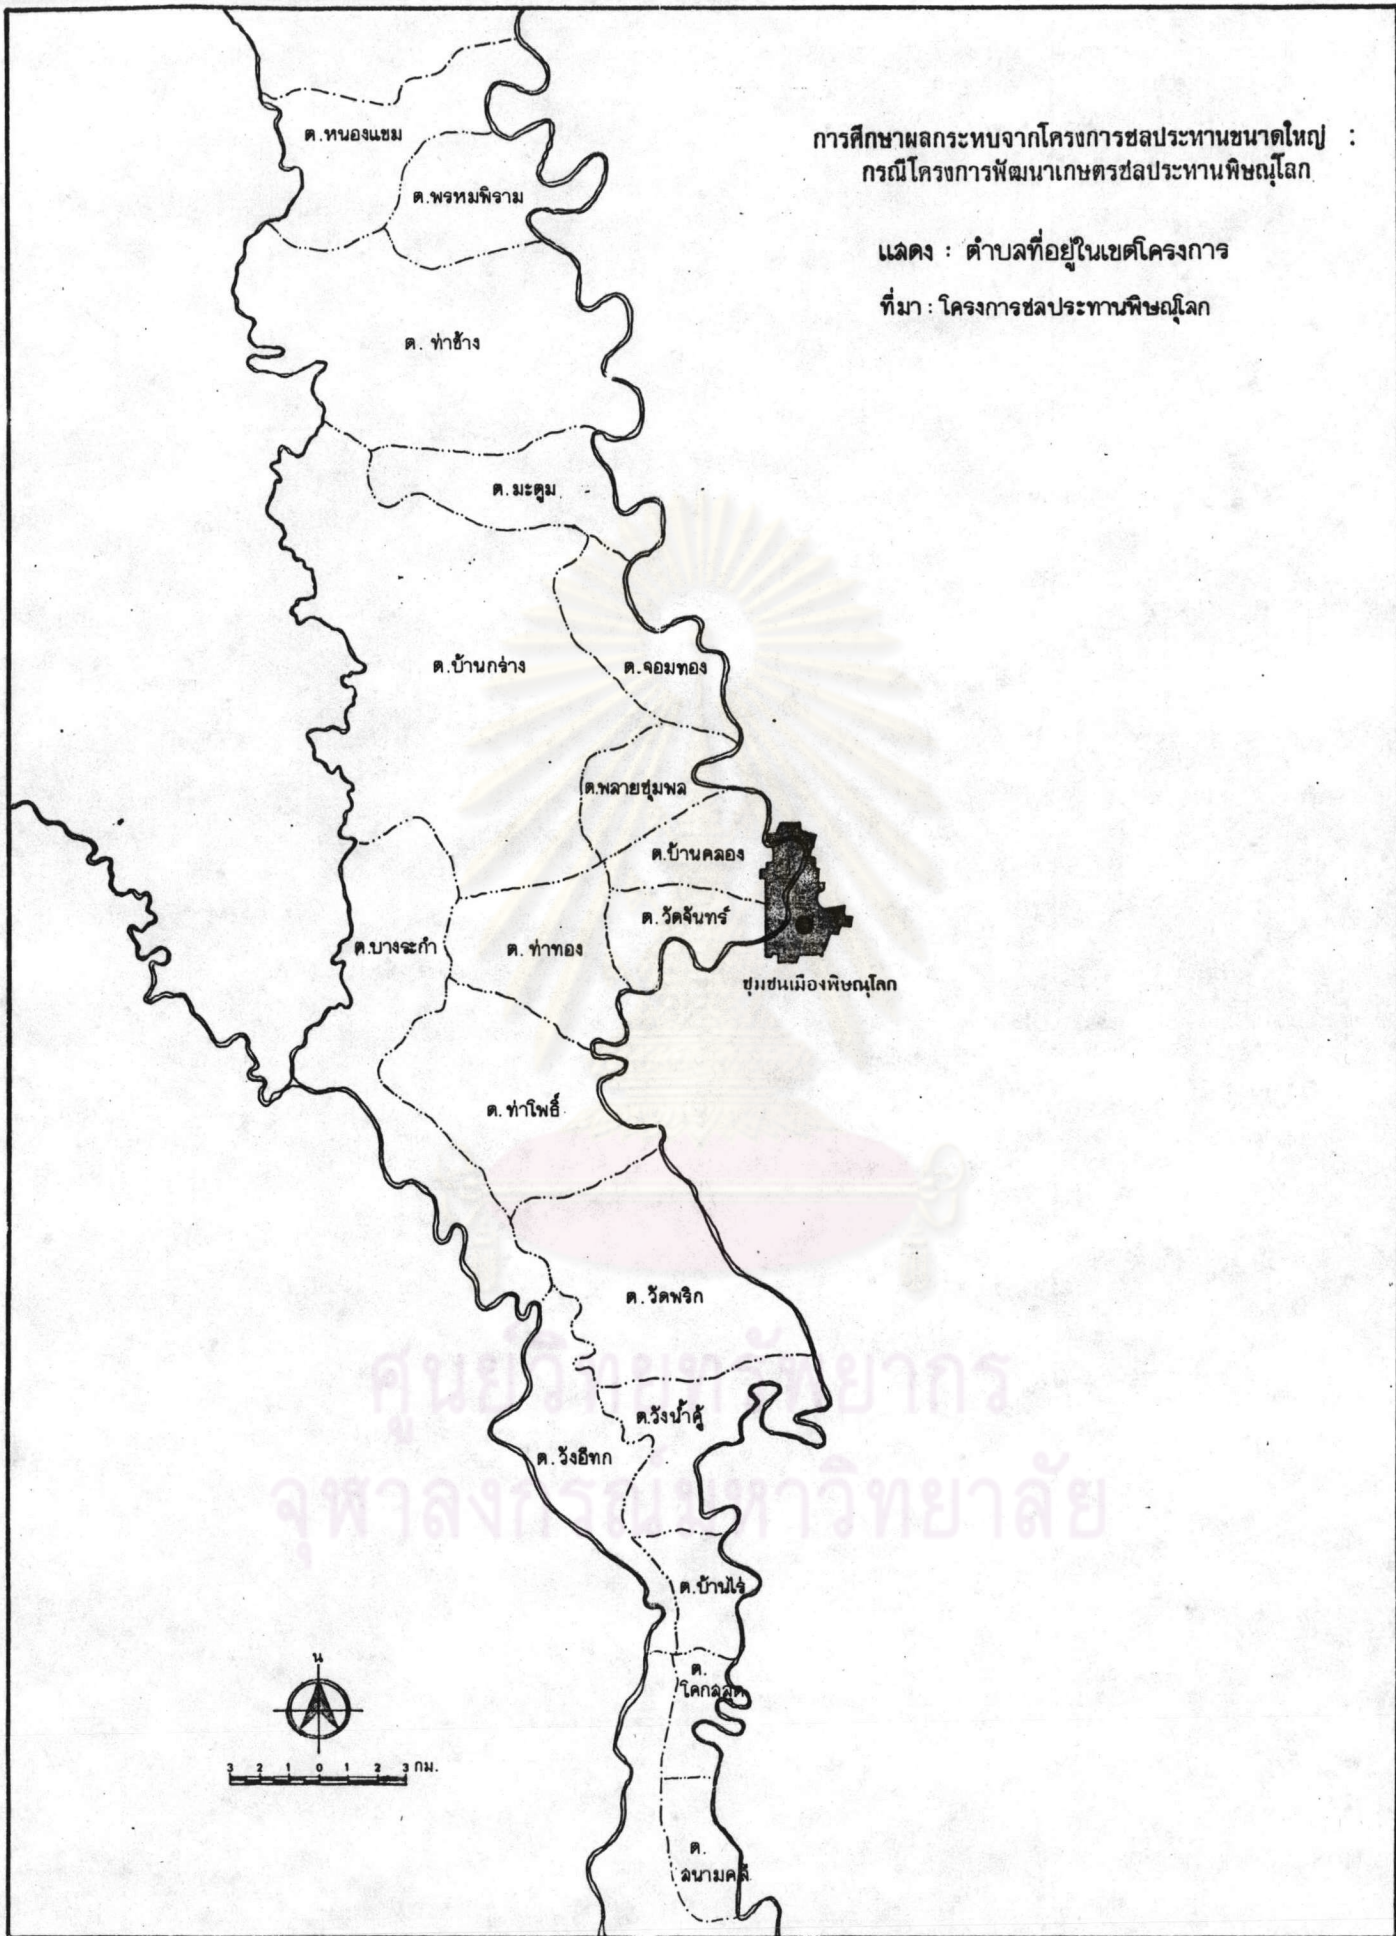 การศึกษาผลกระทบจากโครงการชลประทานขนาดใหญ่ :
กรณีโครงการพัฒนาเกษตรชลประทานพิษณุโลก
แสดง : ตำบลที่อยู่ในเขตโครงการ
ที่มา : โครงการชลประทานพิษณุโลก
ต.หนองแขม
ต.พรหมพิราม
ต. ท่าช้าง
ต.มะตูม
ต.บ้านกร่าง
ต.จอมทอง
ต.พลายชุมพล
ต.บ้านคลอง
ต.วัดจันทร์
ต.บางระกำ
ต. ท่าทอง
ชุมชนเมืองพิษณุโลก
ต. ท่าโพธิ์
ต.วัดพริก
ต.วังน้ำคู้
ต. วังอิทก
ต.บ้านไร่
ต.
โคกสลุด
ต.
สนามคลี
น
3 2 1 0 1 2 3 กม.
ศูนย์วิทยทรัพยากร
จุฬาลงกรณ์มหาวิทยาลัย